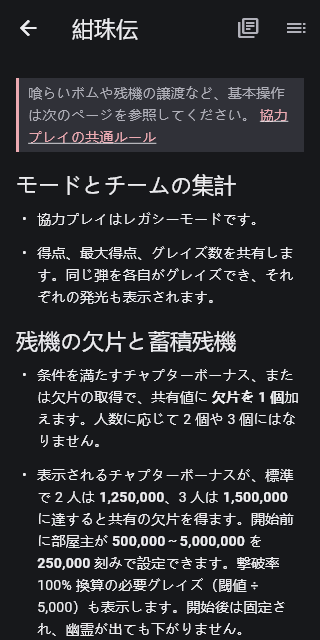 紺珠伝
喰らいボムや残機の譲渡など、基本操作
は次のページを参照してください。 協力
プレイの共通ルール
モードとチームの集計
• 協力プレイはレガシーモードです。
• 得点、最大得点、グレイズ数を共有しま
す。同じ弾を各自がグレイズでき、それ
ぞれの発光も表示されます。
残機の欠片と蓄積残機
• 条件を満たすチャプターボーナス、また
は欠片の取得で、共有値に 欠片を 1 個加
えます。人数に応じて 2 個や 3 個にはな
りません。
• 表示されるチャプターボーナスが、標準
で 2 人は 1,250,000、3 人は 1,500,000
に達すると共有の欠片を得ます。開始前
に部屋主が 500,000～5,000,000 を
250,000 刻みで設定できます。撃破率
100% 換算の必要グレイズ（閾値 ÷
5,000）も表示します。開始後は固定さ
れ、幽霊が出ても下がりません。